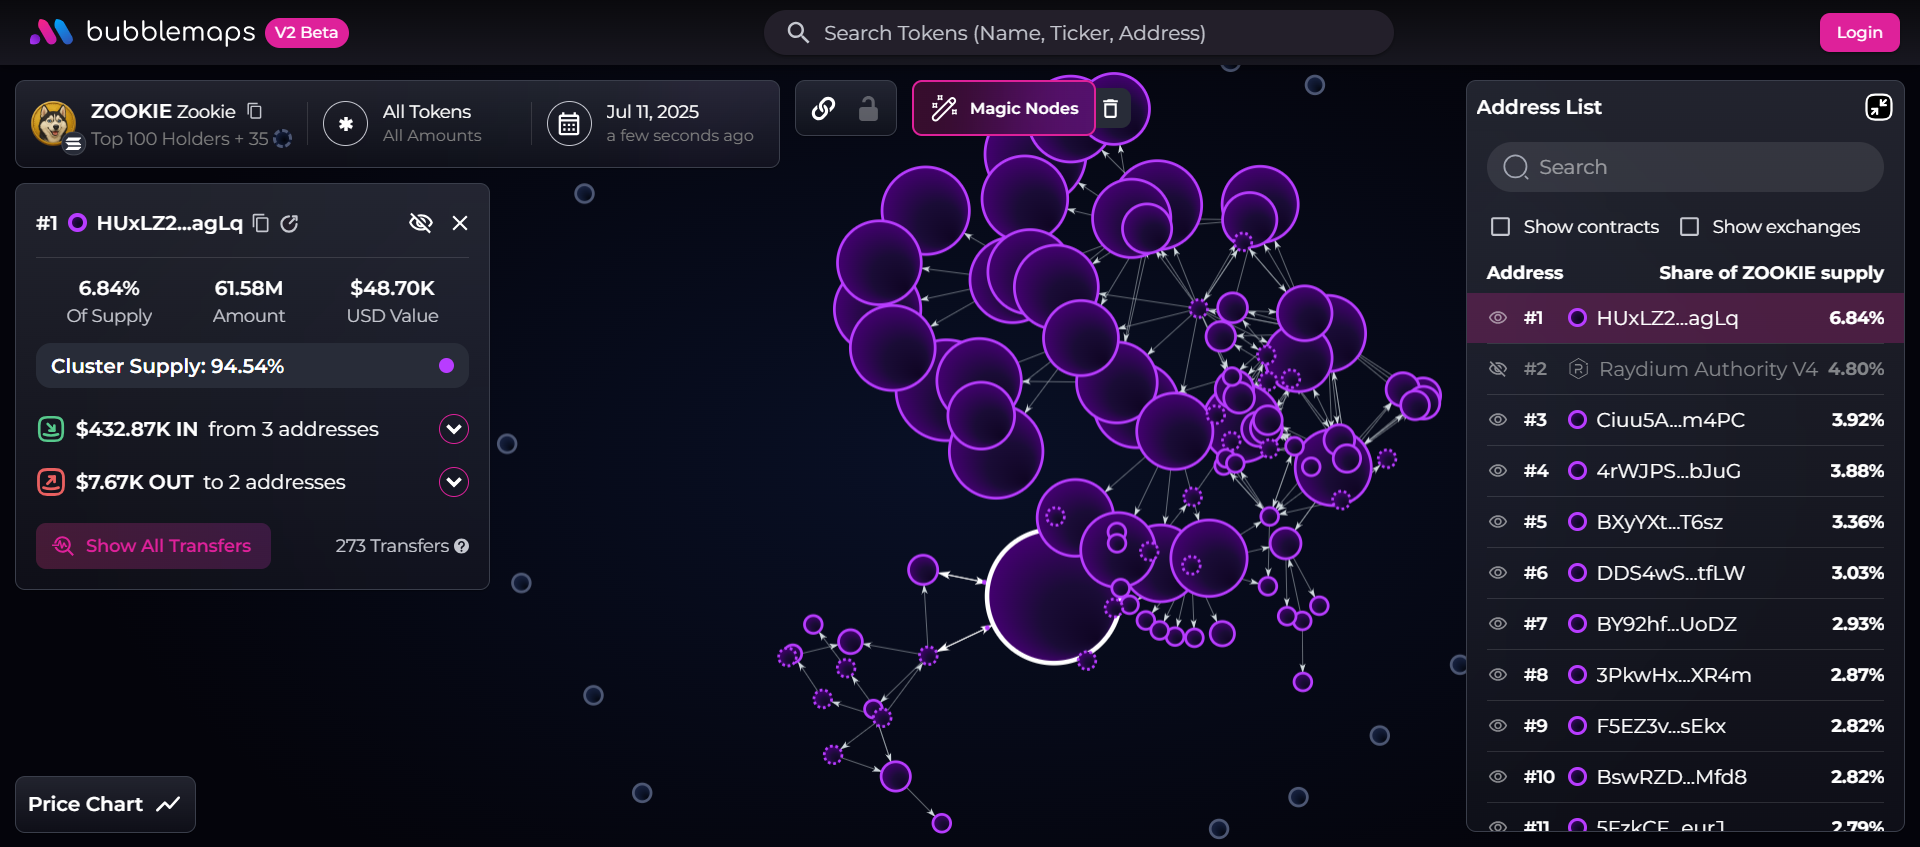 bubblemaps V2 Beta
Search Tokens (Name, Ticker, Address)
Login
ZOOKIE Zookie
Top 100 Holders + 35
All Tokens
All Amounts
Jul 11, 2025
a few seconds ago
Magic Nodes
#1 HUxLZ2...agLq
6.84% 61.58M $48.70K
Of Supply Amount USD Value
Cluster Supply: 94.54%
$432.87K IN from 3 addresses
$7.67K OUT to 2 addresses
Show All Transfers 273 Transfers
Price Chart
Address List
Search
Show contracts Show exchanges
Address Share of ZOOKIE supply
#1 HUxLZ2...agLq 6.84%
#2 Raydium Authority V4 4.80%
#3 Ciuu5A...m4PC 3.92%
#4 4rWJPS...bJuG 3.88%
#5 BXyYXt...T6sz 3.36%
#6 DDS4wS...tfLW 3.03%
#7 BY92hf...UoDZ 2.93%
#8 3PkwHx...XR4m 2.87%
#9 F5EZ3v...sEkx 2.82%
#10 BswRZD...Mfd8 2.82%
#11 2.79%